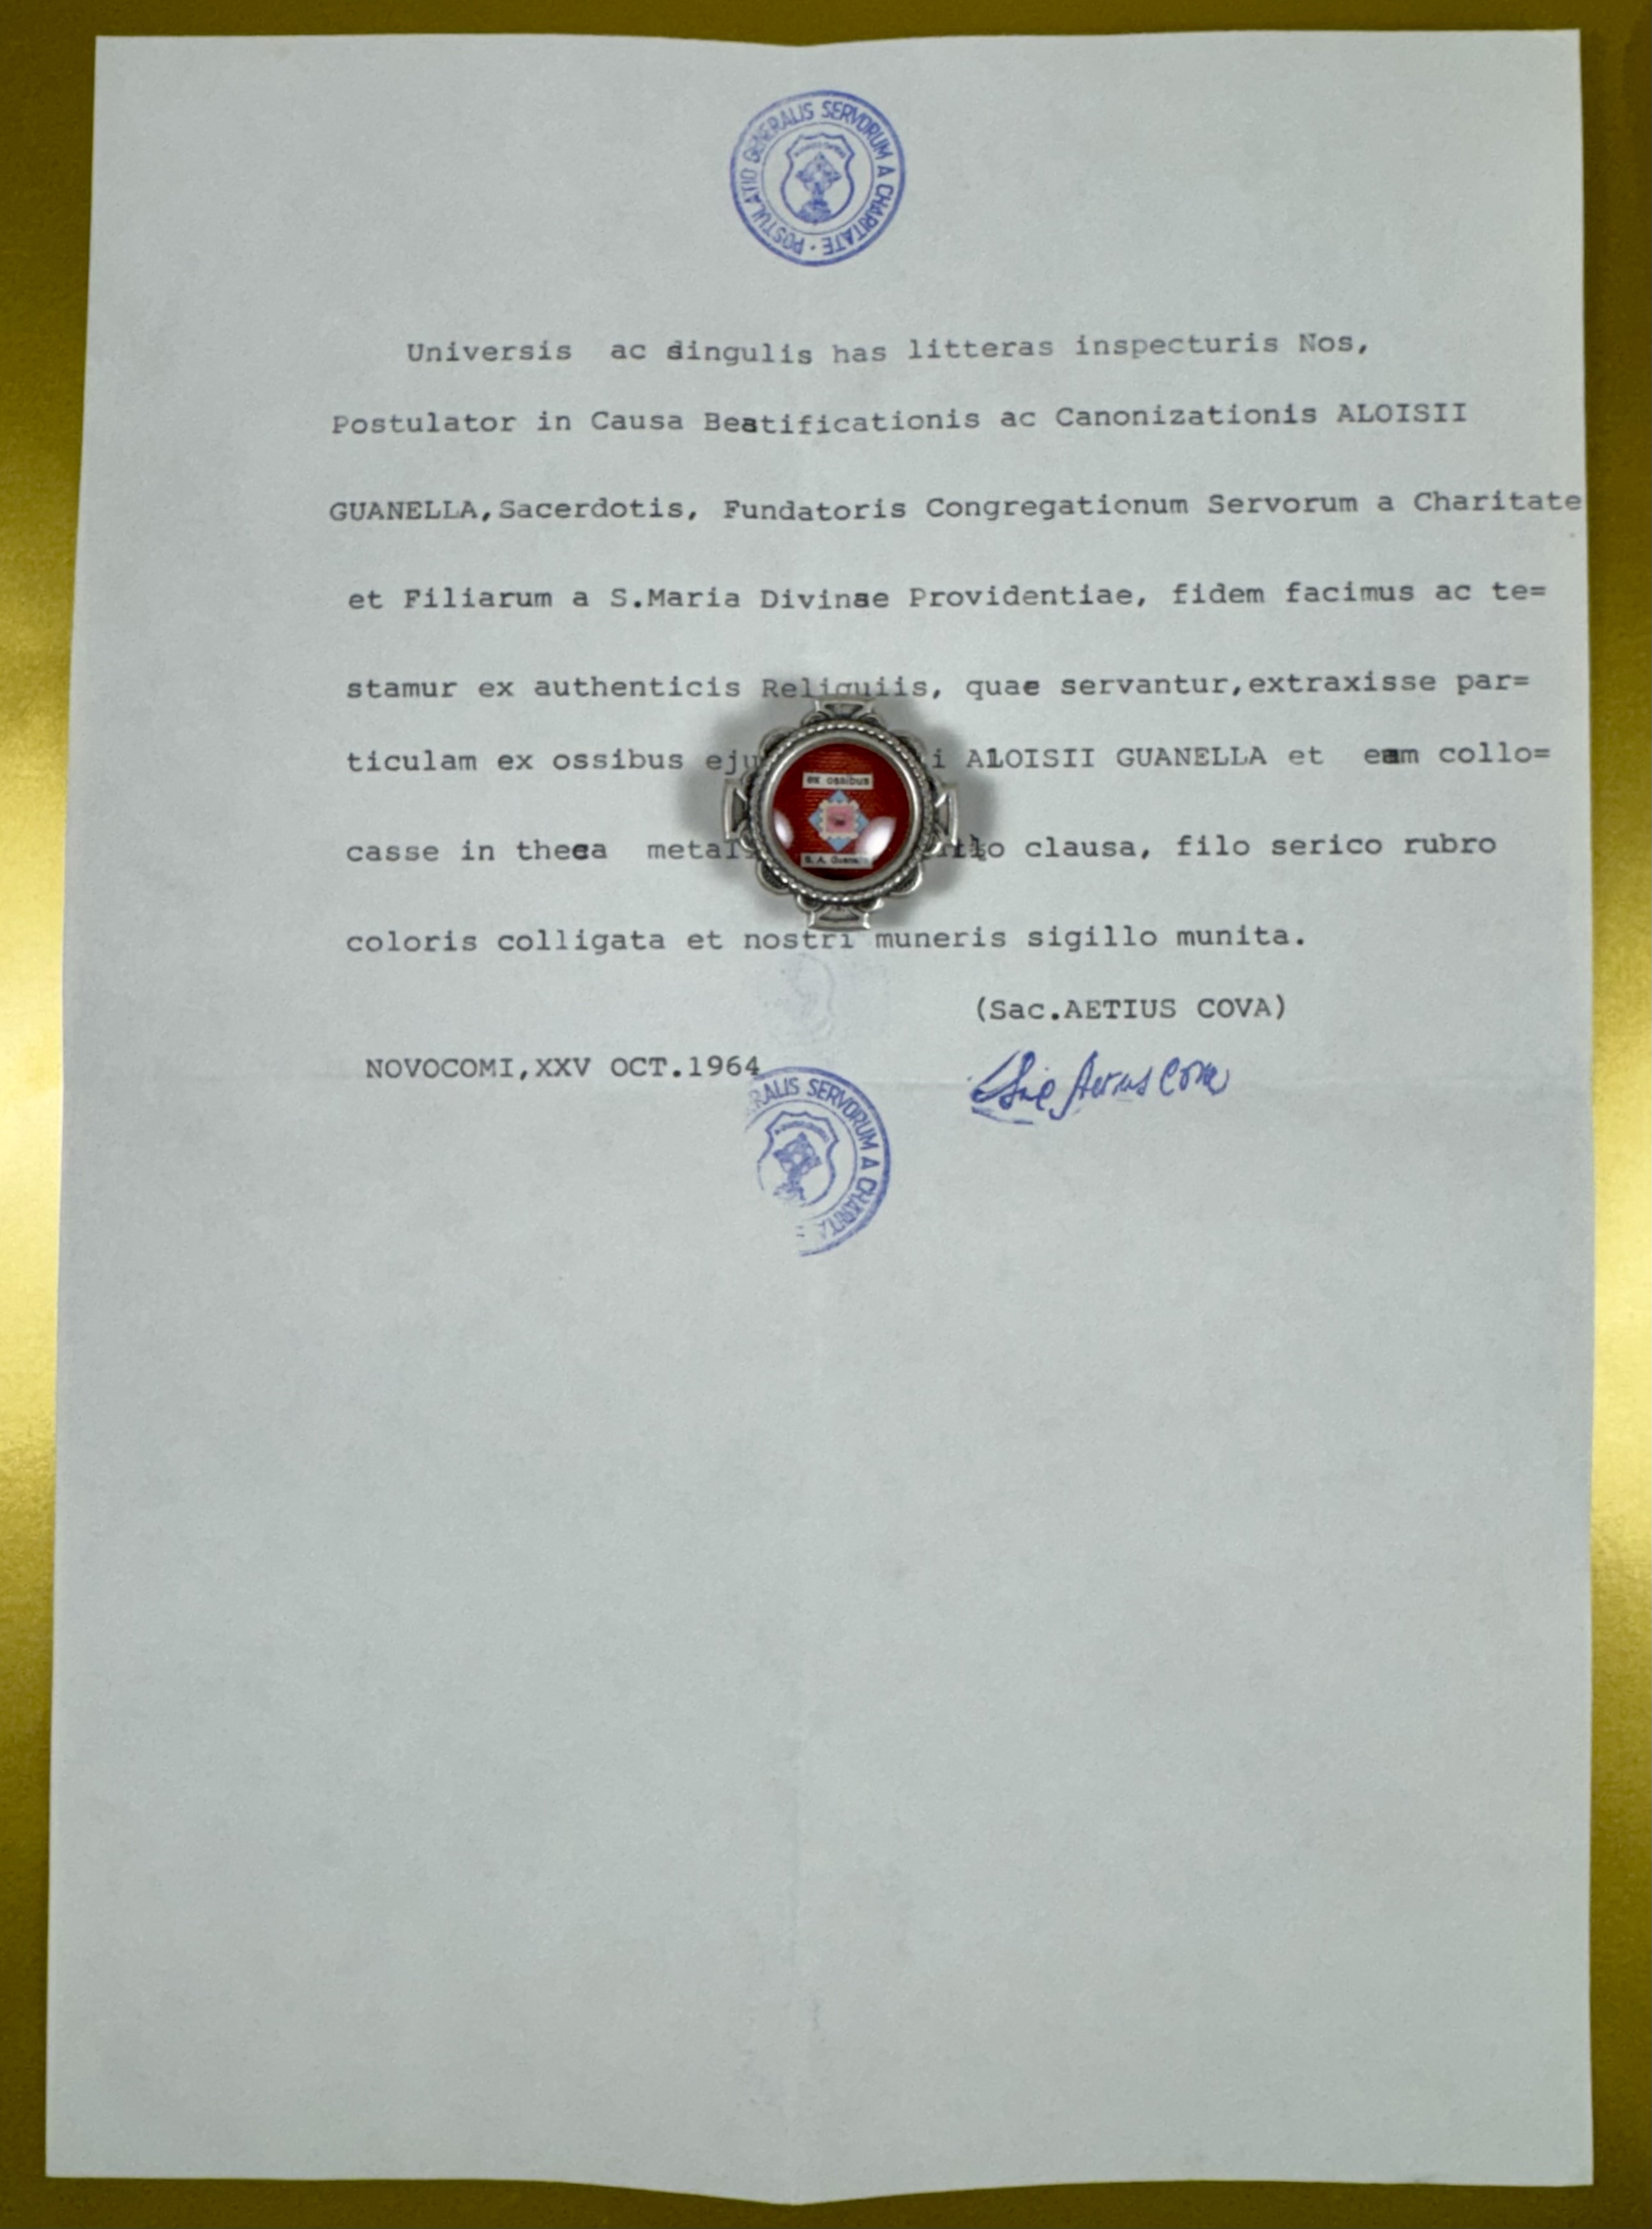 POSTULATIO GENERALIS SERVORUM A CHARITATE
Universis ac singulis has litteras inspecturis Nos,
Postulator in Causa Beatificationis ac Canonizationis ALOISII
GUANELLA,Sacerdotis, Fundatoris Congregationum Servorum a Charitate
et Filiarum a S.Maria Divinae Providentiae, fidem facimus ac te=
stamur ex authenticis Reliquiis, quae servantur,extraxisse par=
ticulam ex ossibus ALOISII GUANELLA et eam collo=
ex ossibus
casse in theca clausa, filo serico rubro
coloris colligata et nostri muneris sigillo munita.
(Sac.AETIUS COVA)
NOVOCOMI,XXV OCT.1964
SERVORUM A